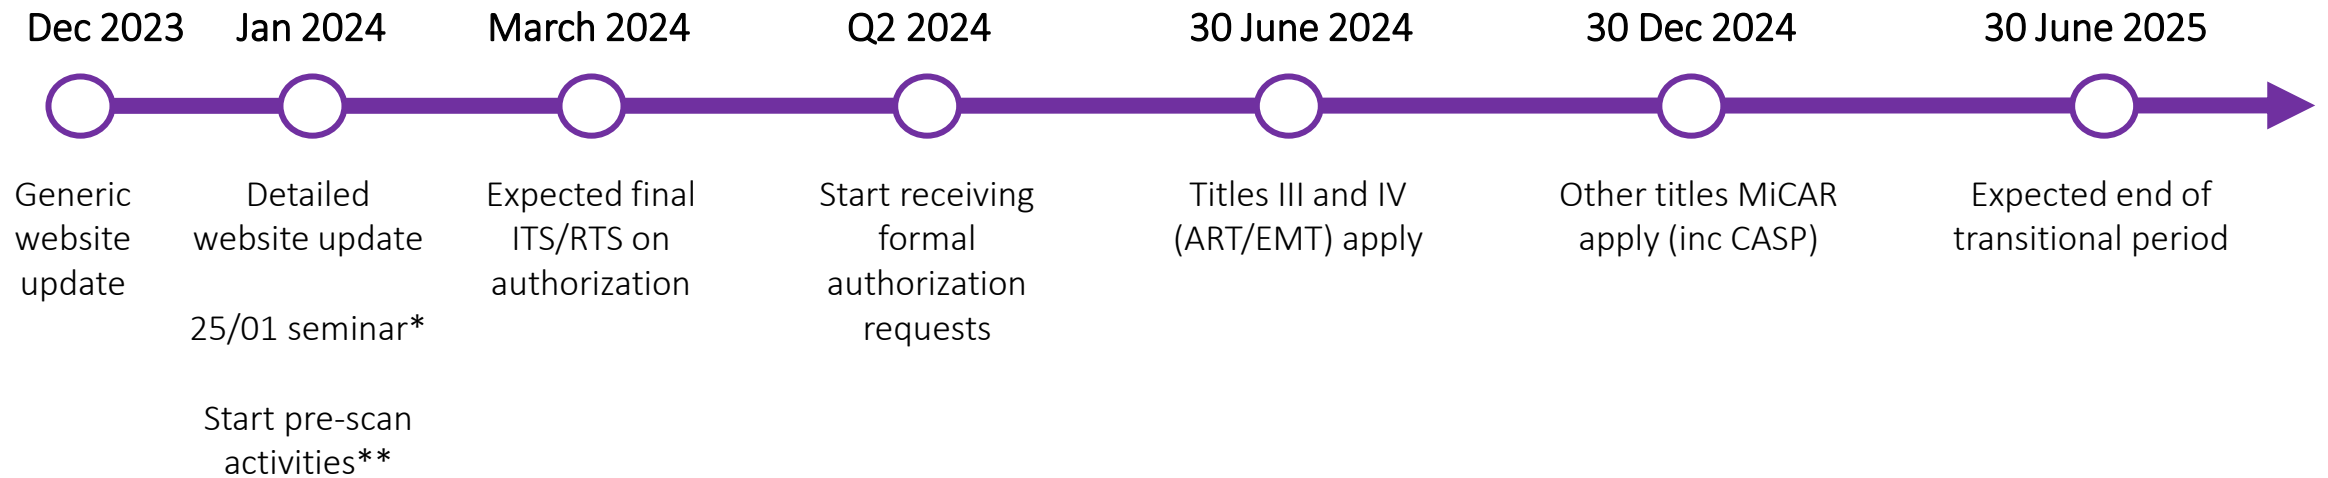 Dec 2023
Jan 2024
March 2024
Q2 2024
30 June 2024
30 Dec 2024
30 June 2025
Generic
website
update
Detailed
website update
25/01 seminar*
Start pre-scan
activities**
Expected final
ITS/RTS on
authorization
Start receiving
formal
authorization
requests
Titles III and IV
(ART/EMT) apply
Other titles MiCAR
apply (inc CASP)
Expected end of
transitional period